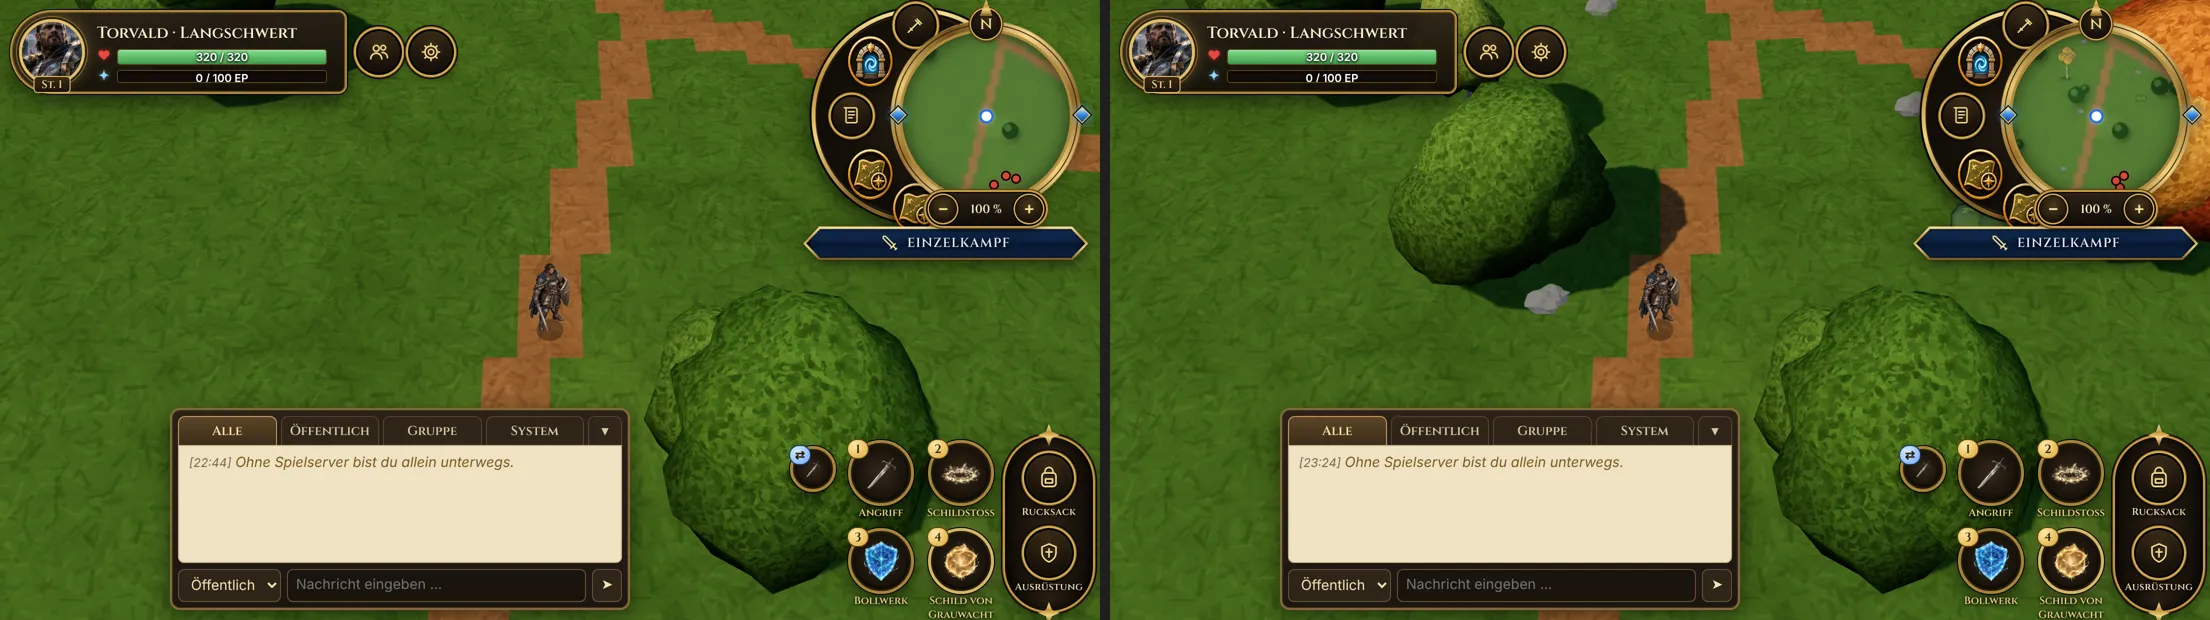 TORVALD · LANGSCHWERT
320 / 320
0 / 100 EP
ST. 1
N
100 %
EINZELKAMPF
ALLE
ÖFFENTLICH
GRUPPE
SYSTEM
[22:44] Ohne Spielserver bist du allein unterwegs.
Öffentlich
Nachricht eingeben ...
1
ANGRIFF
2
SCHILDSTOSS
3
BOLLWERK
4
SCHILD VON
GRAUWACHT
RUCKSACK
AUSRÜSTUNG
TORVALD · LANGSCHWERT
320 / 320
0 / 100 EP
ST. 1
N
100 %
EINZELKAMPF
ALLE
ÖFFENTLICH
GRUPPE
SYSTEM
[23:24] Ohne Spielserver bist du allein unterwegs.
Öffentlich
Nachricht eingeben ...
1
ANGRIFF
2
SCHILDSTOSS
3
BOLLWERK
4
SCHILD VON
GRAUWACHT
RUCKSACK
AUSRÜSTUNG